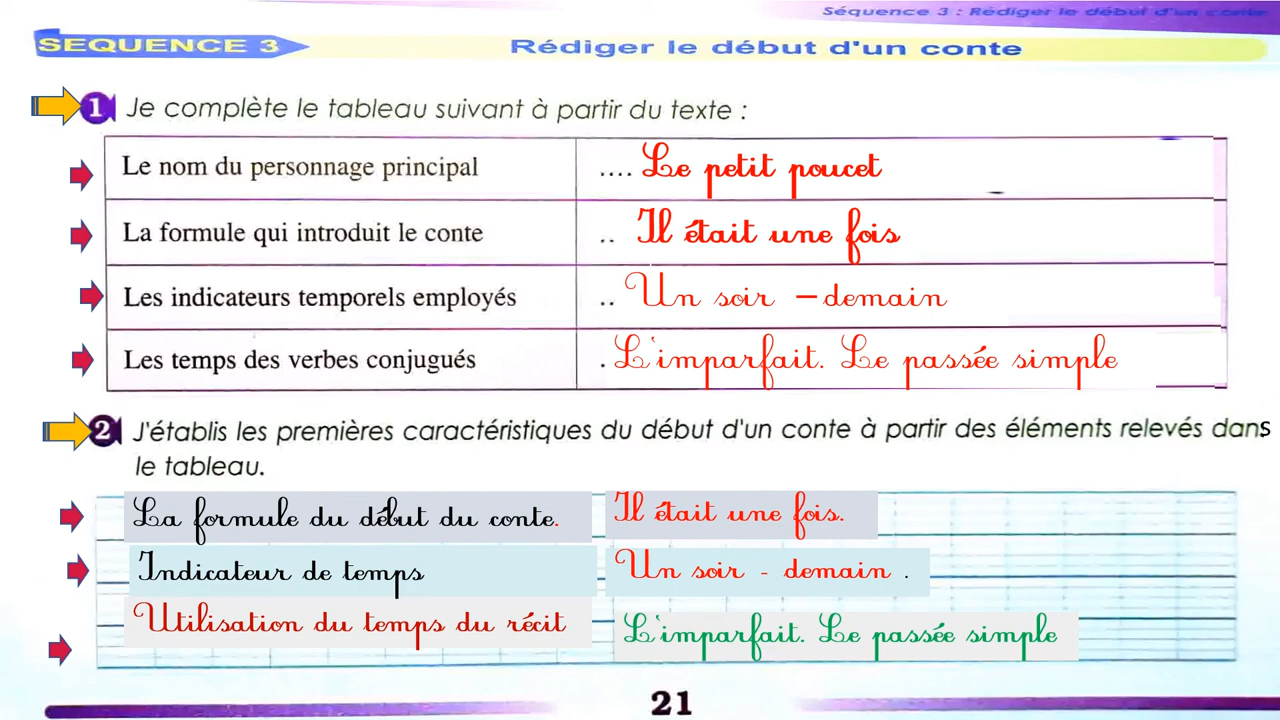 Séquence 3 : Rédiger le début d'un conte
SEQUENCE 3 Rédiger le début d'un conte
1 Je complète le tableau suivant à partir du texte :
Le nom du personnage principal .... Le petit poucet
La formule qui introduit le conte .. Il était une fois
Les indicateurs temporels employés .. Un soir – demain
Les temps des verbes conjugués . L'imparfait. Le passée simple
2 J'établis les premières caractéristiques du début d'un conte à partir des éléments relevés dans
le tableau.
La formule du début du conte. Il était une fois.
Indicateur de temps Un soir - demain .
Utilisation du temps du récit L'imparfait. Le passée simple
21